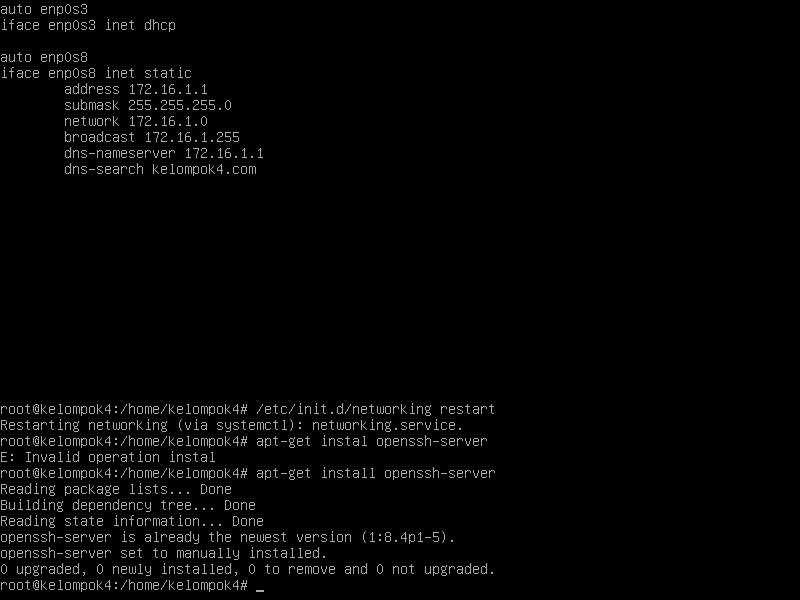 auto enp0s3
iface enp0s3 inet dhcp
auto enp0s8
iface enp0s8 inet static
address 172.16.1.1
submask 255.255.255.0
network 172.16.1.0
broadcast 172.16.1.255
dns-nameserver 172.16.1.1
dns-search kelompok4.com
root@kelompok4:/home/kelompok4# /etc/init.d/networking restart
Restarting networking (via systemctl): networking.service.
root@kelompok4:/home/kelompok4# apt-get instal openssh-server
E: Invalid operation instal
root@kelompok4:/home/kelompok4# apt-get install openssh-server
Reading package lists... Done
Building dependency tree... Done
Reading state information... Done
openssh-server is already the newest version (1:8.4p1-5).
openssh-server set to manually installed.
0 upgraded, 0 newly installed, 0 to remove and 0 not upgraded.
root@kelompok4:/home/kelompok4# _